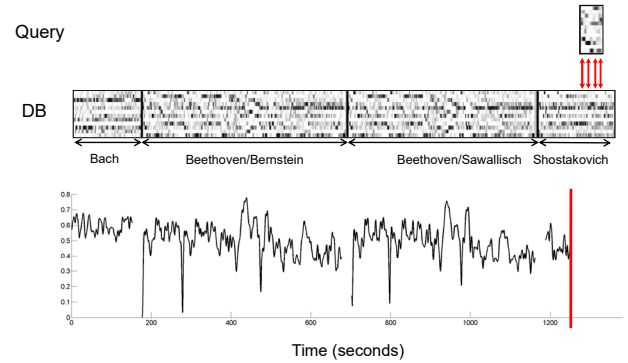 Query
DB
Bach
Beethoven/Bernstein
Beethoven/Sawallisch
Shostakovich
0.8
0.7
0.6
0.5
0.4
0.3
0.2
0.1
0
0 200 400 600 800 1000 1200
Time (seconds)